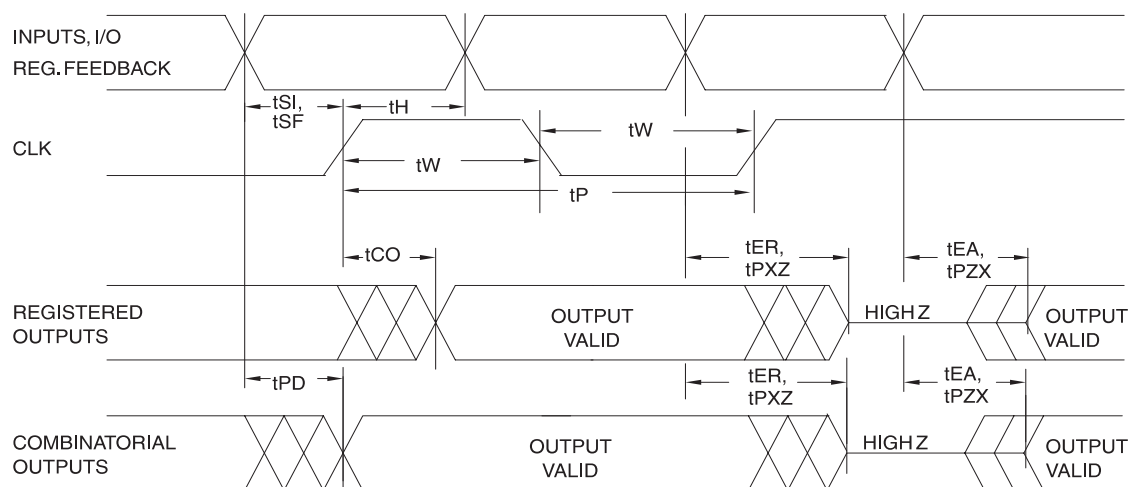 INPUTS, I/O
REG. FEEDBACK
tSI,
tSF
tH
CLK
tW
tW
tP
tCO
tER,
tPXZ
tEA,
tPZX
REGISTERED
OUTPUTS
OUTPUT
VALID
HIGH Z
OUTPUT
VALID
tPD
tER,
tPXZ
tEA,
tPZX
COMBINATORIAL
OUTPUTS
OUTPUT
VALID
HIGH Z
OUTPUT
VALID